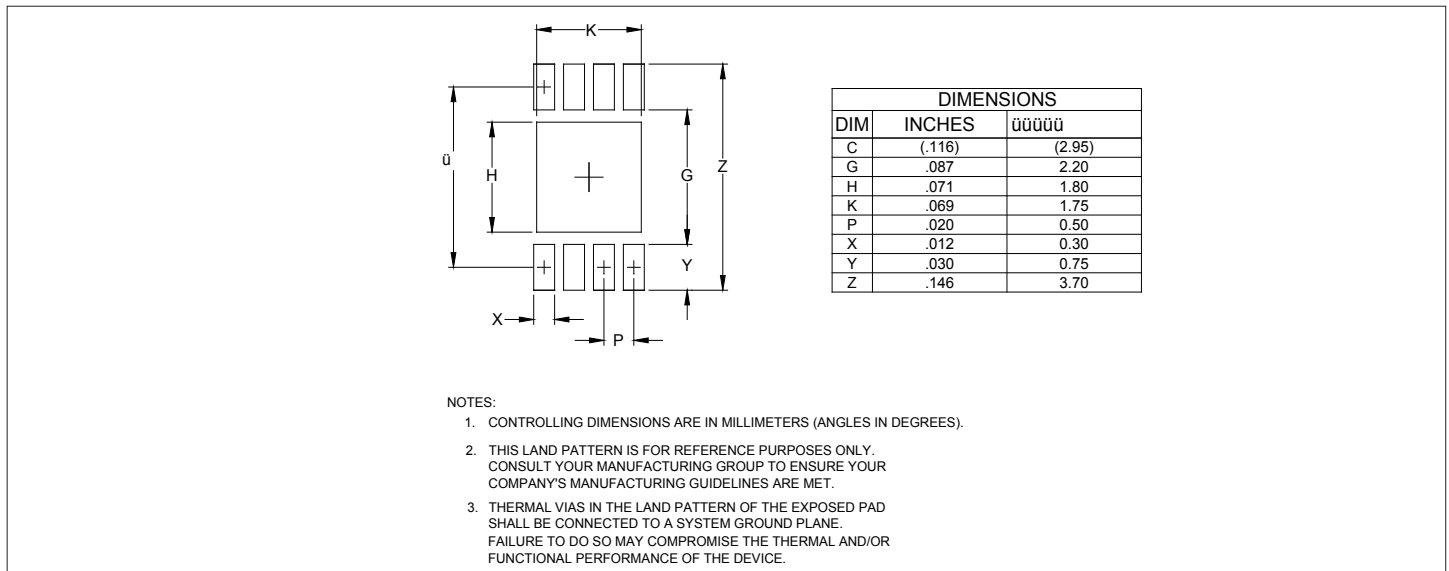 K
ü
H
G
Z
Y
X
P
DIMENSIONS
DIM INCHES üüüüü
C (.116) (2.95)
G .087 2.20
H .071 1.80
K .069 1.75
P .020 0.50
X .012 0.30
Y .030 0.75
Z .146 3.70
NOTES:
1. CONTROLLING DIMENSIONS ARE IN MILLIMETERS (ANGLES IN DEGREES).
2. THIS LAND PATTERN IS FOR REFERENCE PURPOSES ONLY.
CONSULT YOUR MANUFACTURING GROUP TO ENSURE YOUR
COMPANY'S MANUFACTURING GUIDELINES ARE MET.
3. THERMAL VIAS IN THE LAND PATTERN OF THE EXPOSED PAD
SHALL BE CONNECTED TO A SYSTEM GROUND PLANE.
FAILURE TO DO SO MAY COMPROMISE THE THERMAL AND/OR
FUNCTIONAL PERFORMANCE OF THE DEVICE.